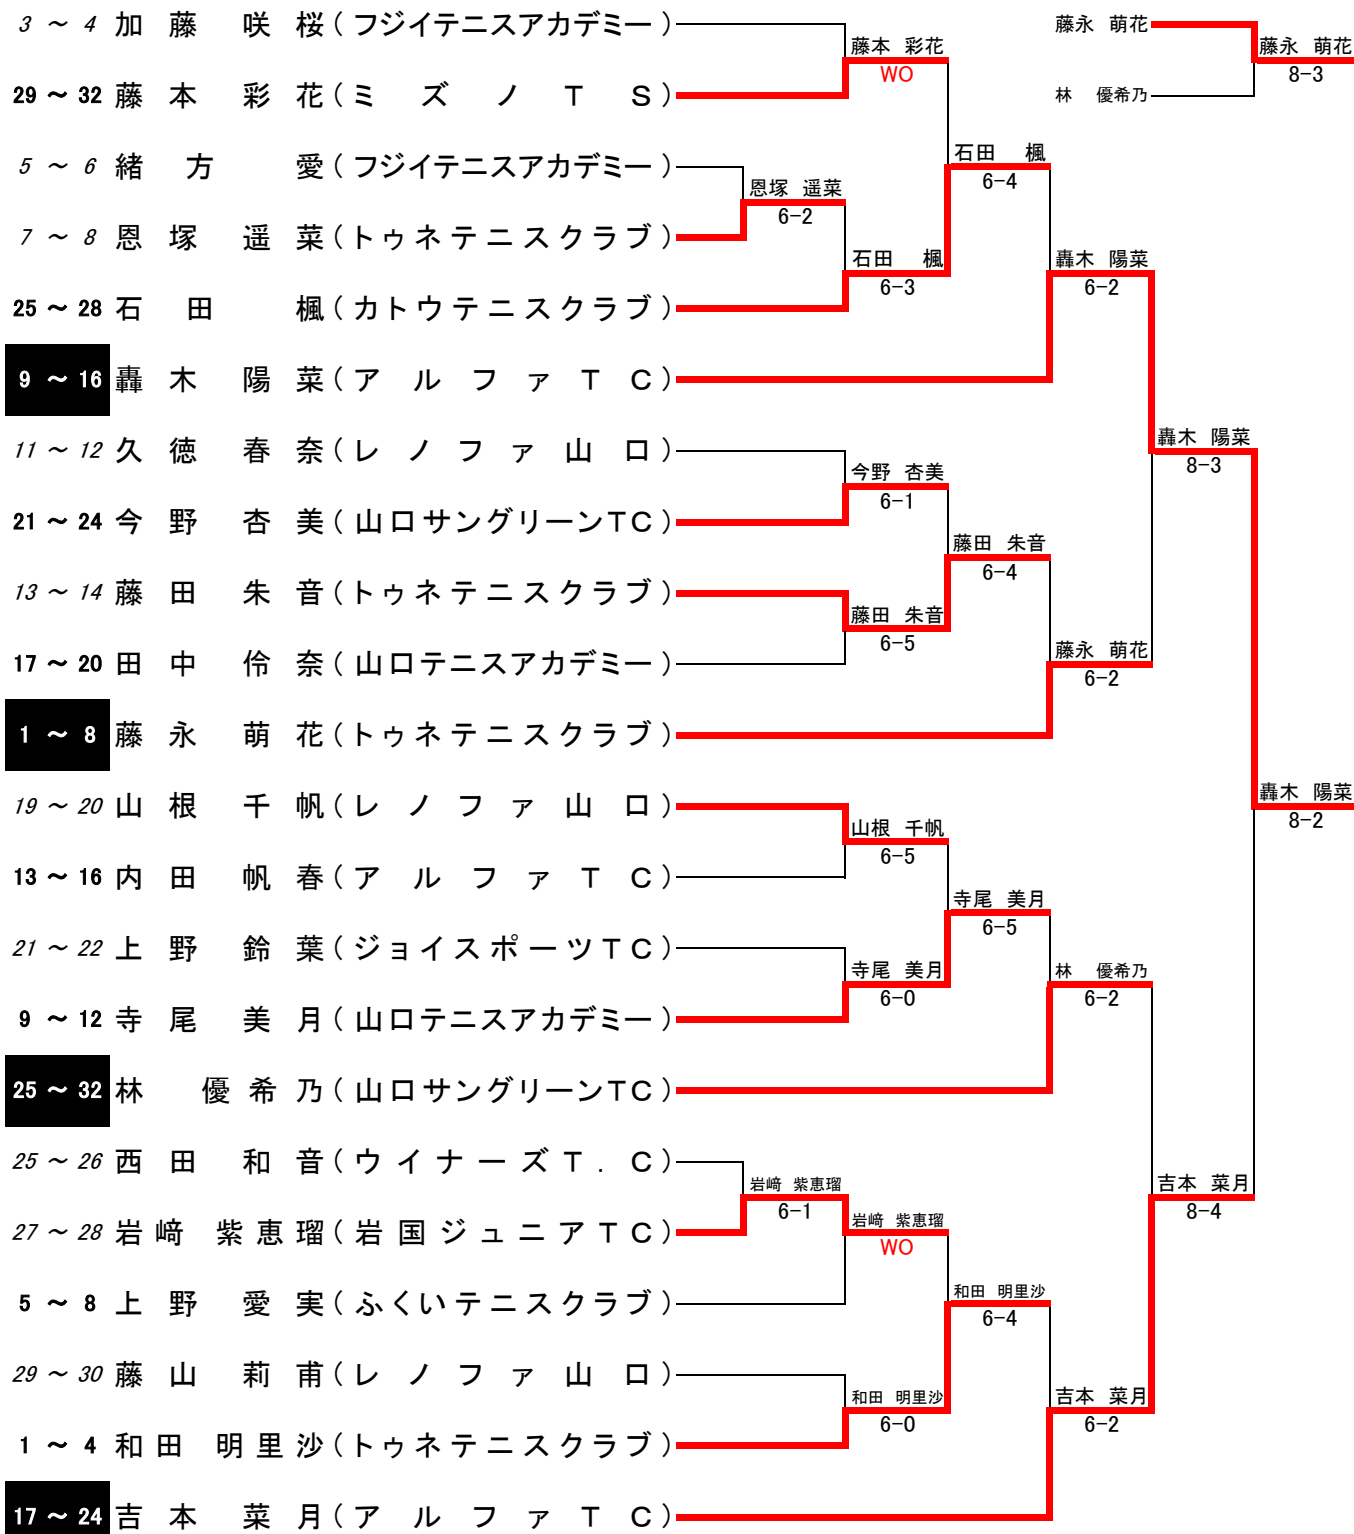 3 ～ 4 加藤 咲桜(フジイテニスアカデミー)
29 ～ 32 藤本 彩花(ミズノTS)
5 ～ 6 緒方 愛(フジイテニスアカデミー)
7 ～ 8 恩塚 遥菜(トゥネテニスクラブ)
25 ～ 28 石田 楓(カトウテニスクラブ)
9 ～ 16 轟木 陽菜(アルファTC)
11 ～ 12 久徳 春奈(レノファ山口)
21 ～ 24 今野 杏美(山口サングリーンTC)
13 ～ 14 藤田 朱音(トゥネテニスクラブ)
17 ～ 20 田中 伶奈(山口テニスアカデミー)
1 ～ 8 藤永 萌花(トゥネテニスクラブ)
19 ～ 20 山根 千帆(レノファ山口)
13 ～ 16 内田 帆春(アルファTC)
21 ～ 22 上野 鈴葉(ジョイスポーツTC)
9 ～ 12 寺尾 美月(山口テニスアカデミー)
25 ～ 32 林 優希乃(山口サングリーンTC)
25 ～ 26 西田 和音(ウイナーズT.C)
27 ～ 28 岩﨑 紫恵瑠(岩国ジュニアTC)
5 ～ 8 上野 愛実(ふくいテニスクラブ)
29 ～ 30 藤山 莉甫(レノファ山口)
1 ～ 4 和田 明里沙(トゥネテニスクラブ)
17 ～ 24 吉本 菜月(アルファTC)
恩塚 遥菜
6-2
岩﨑 紫恵瑠
6-1
藤本 彩花
WO
石田 楓
6-3
今野 杏美
6-1
藤田 朱音
6-5
山根 千帆
6-5
寺尾 美月
6-0
岩﨑 紫恵瑠
WO
和田 明里沙
6-0
石田 楓
6-4
藤田 朱音
6-4
寺尾 美月
6-5
和田 明里沙
6-4
轟木 陽菜
6-2
藤永 萌花
6-2
林 優希乃
6-2
吉本 菜月
6-2
轟木 陽菜
8-3
吉本 菜月
8-4
轟木 陽菜
8-2
藤永 萌花
林 優希乃
藤永 萌花
8-3